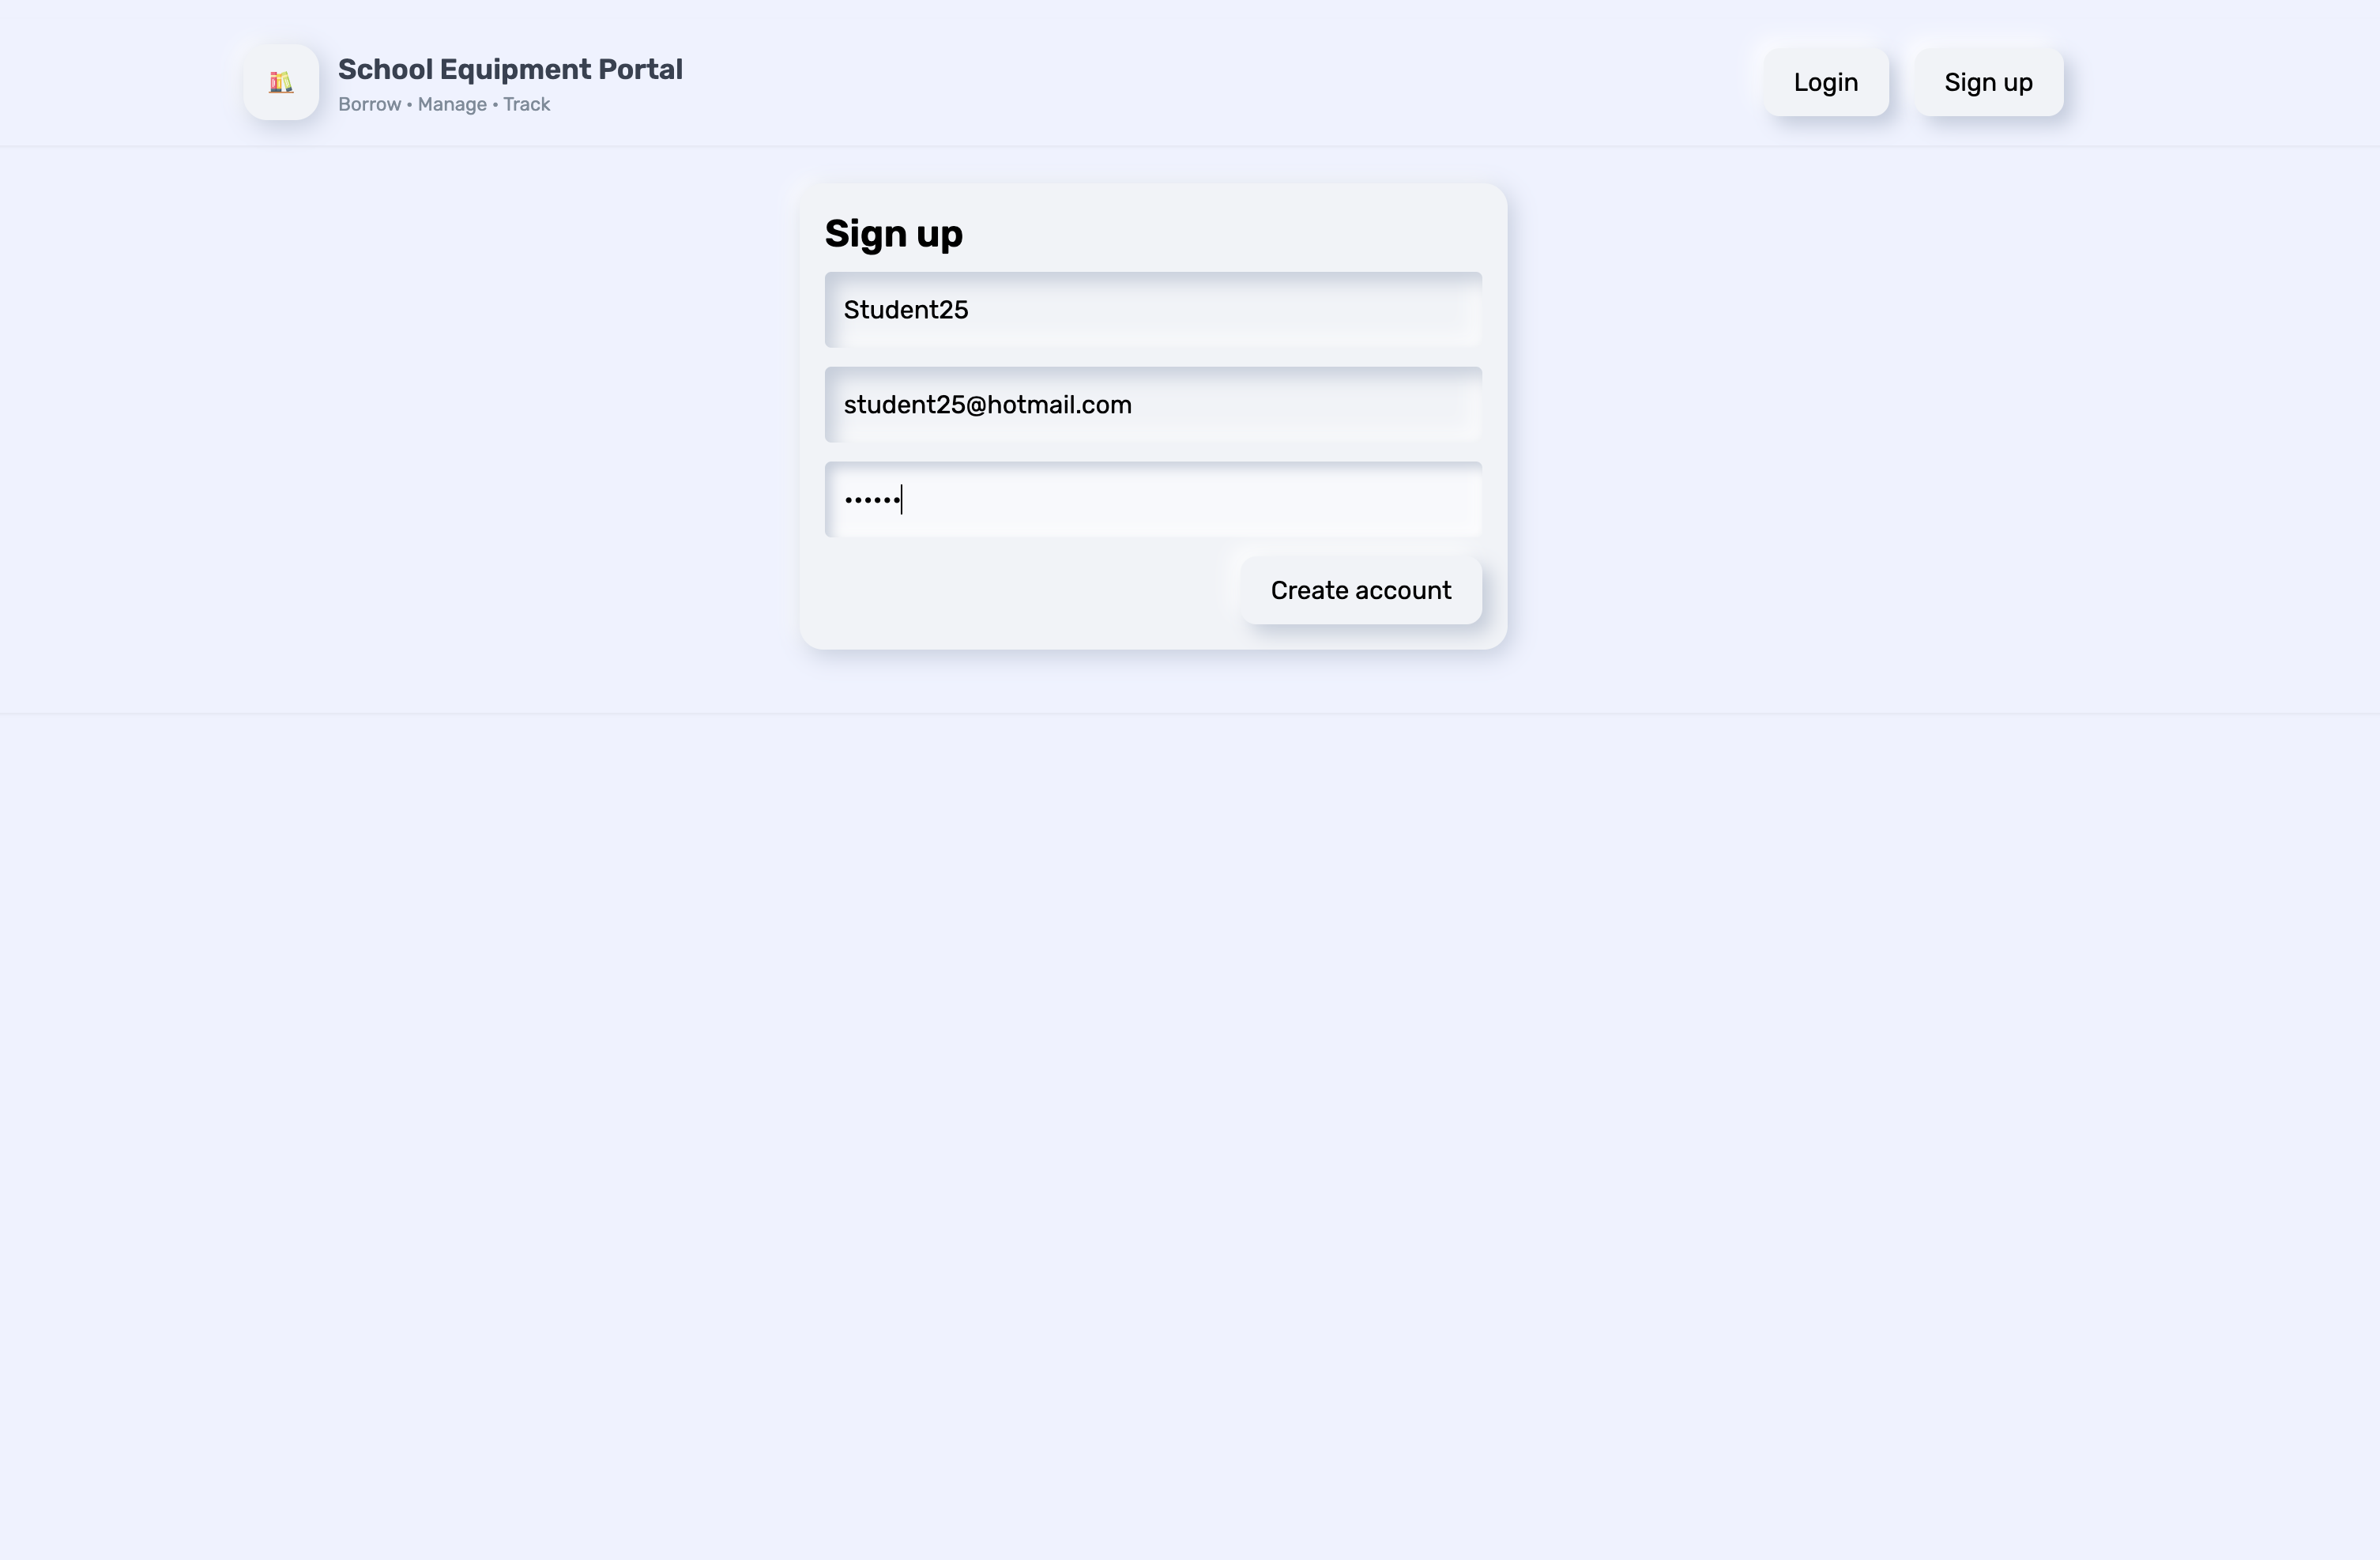 School Equipment Portal
Borrow • Manage • Track
Login
Sign up
Sign up
Student25
student25@hotmail.com
••••••
Create account